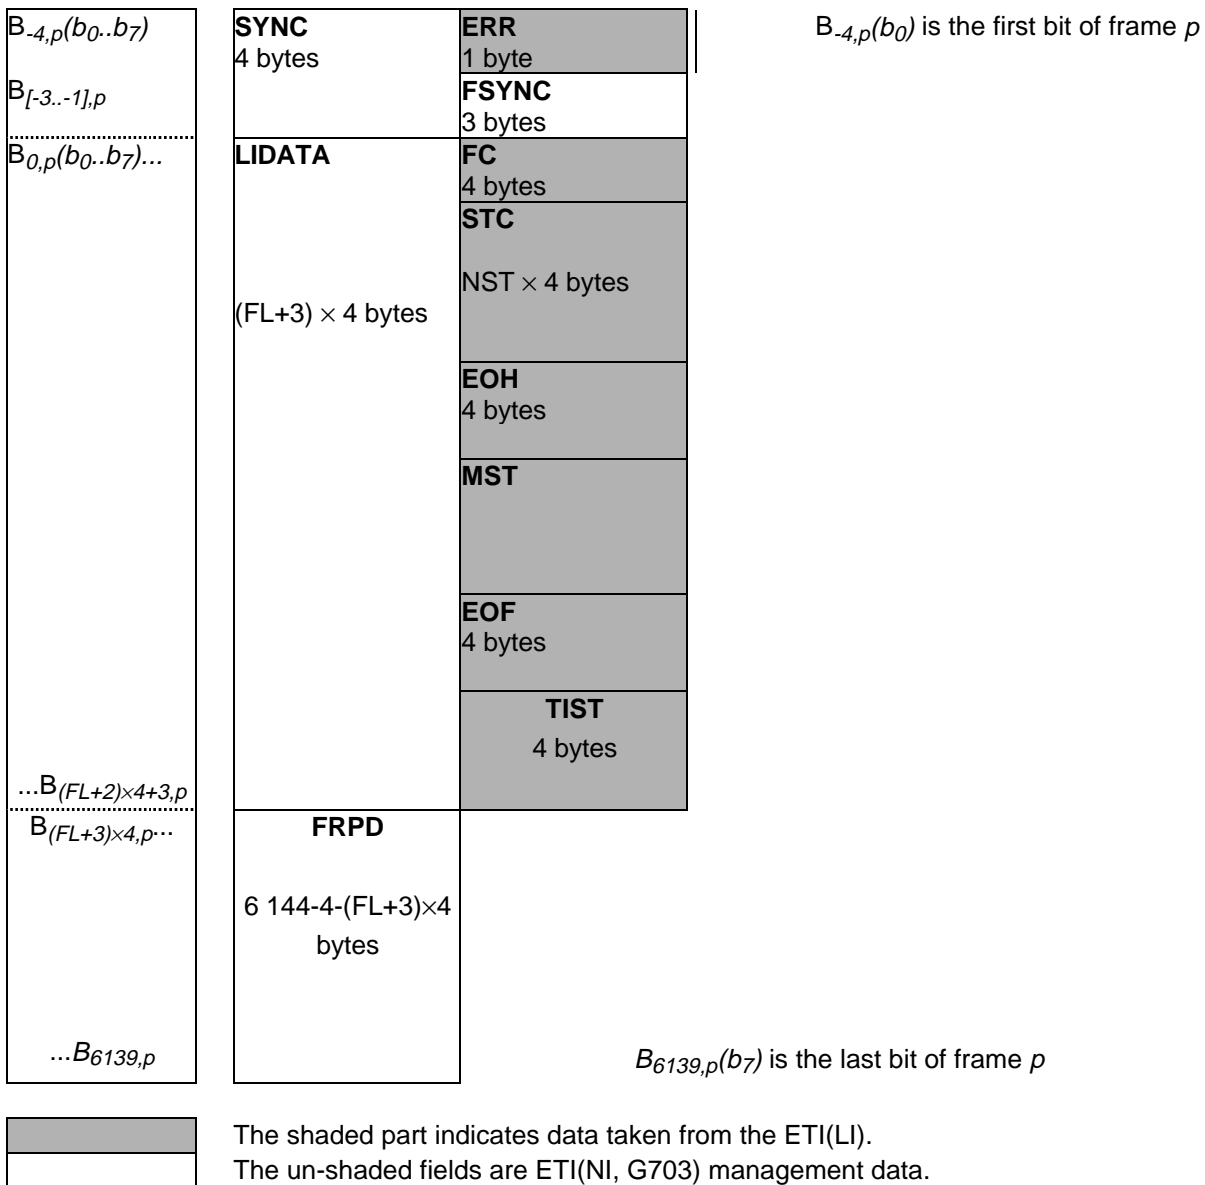 B-4,p(b0..b7)
SYNC
4 bytes
ERR
1 byte
B-4,p(b0) is the first bit of frame p
B[-3..-1],p
FSYNC
3 bytes
B0,p(b0..b7)...
LIDATA
(FL+3) × 4 bytes
FC
4 bytes
STC
NST × 4 bytes
EOH
4 bytes
MST
EOF
4 bytes
TIST
4 bytes
...B(FL+2)×4+3,p
B(FL+3)×4,p...
FRPD
6 144-4-(FL+3)×4
bytes
...B6139,p
B6139,p(b7) is the last bit of frame p
The shaded part indicates data taken from the ETI(LI).
The un-shaded fields are ETI(NI, G703) management data.